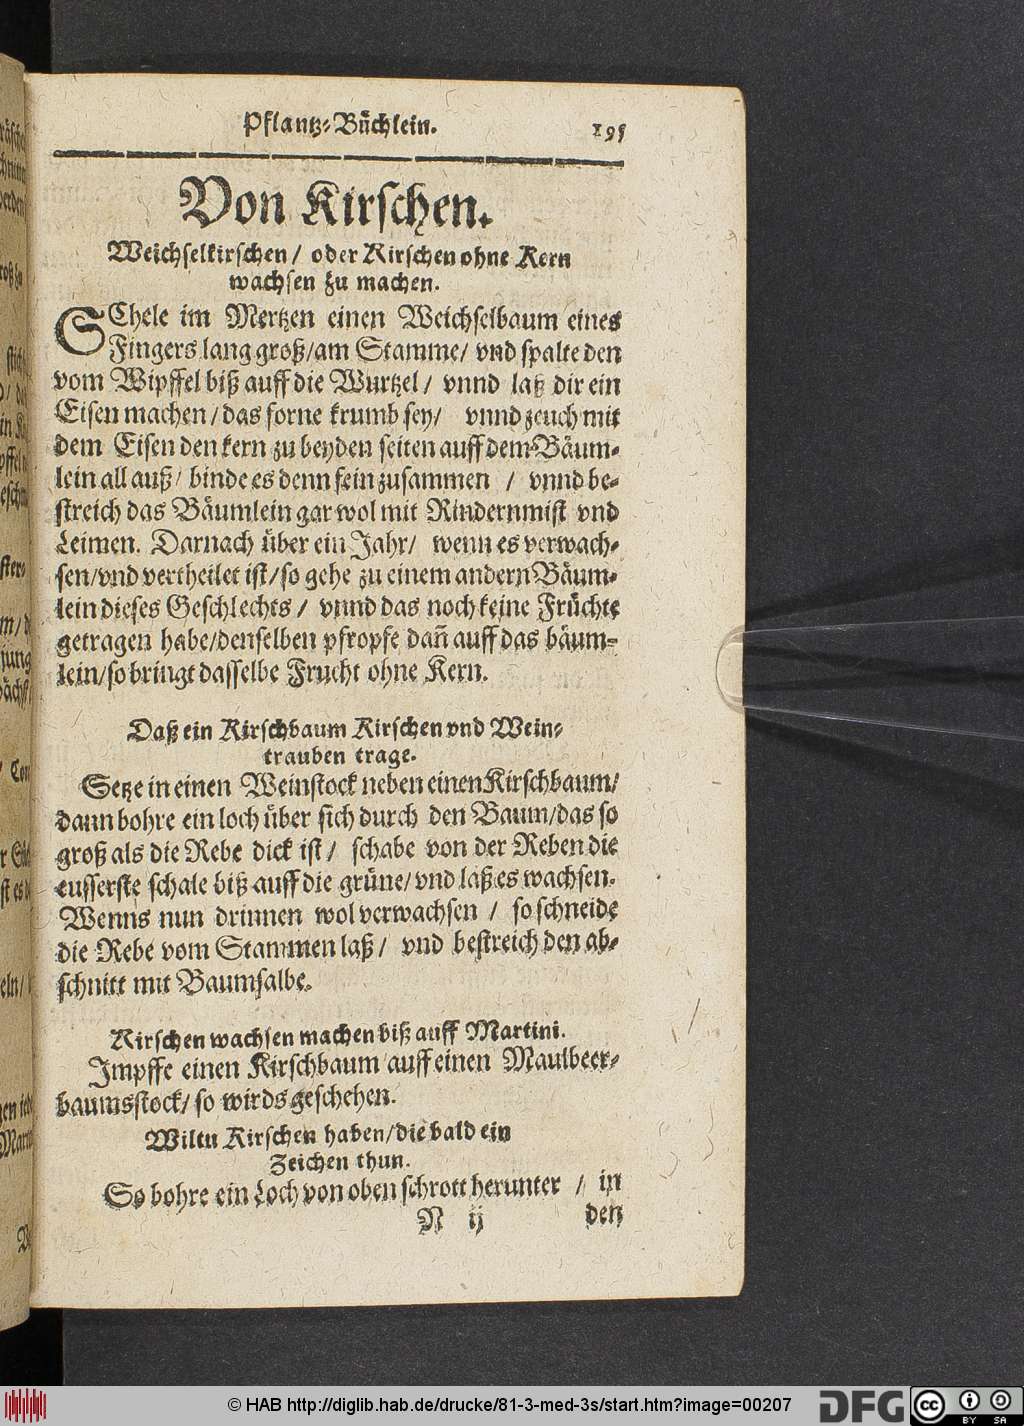 Pflantz-Büchlein. 195
Von Kirschen.
Weichselkirschen / oder Kirschen ohne Kern
wachsen zu machen.
SChele im Mertzen einen Weichselbaum eines
Fingers lang groß / am Stamme / vnd spalte den
vom Wipffel biß auff die Wurtzel / vnnd laß dir ein
Eisen machen / das forne krumb sey / vnnd zeuch mit
dem Eisen den kern zu beyden seiten auff dem Bäum-
lein all auß / binde es denn fein zusammen / vnnd be-
streich das Bäumlein gar wol mit Rindernmist vnd
Leimen. Darnach über ein Jahr / wenn es verwach-
sen / vnd vertheilet ist / so gehe zu einem andern Bäum-
lein dieses Geschlechts / vnnd das noch keine Früchte
getragen habe / denselben pfropfe dañ auff das bäum-
lein / so bringt dasselbe Frucht ohne Kern.
Daß ein Kirschbaum Kirschen vnd Wein-
trauben trage.
Setze in einen Weinstock neben einen Kirschbaum /
dann bohre ein loch über sich durch den Baum / das so
groß als die Rebe dick ist / schabe von der Reben die
eusserste schale biß auff die grüne / vnd laß es wachsen.
Wenns nun drinnen wol verwachsen / so schneide
die Rebe vom Stammen laß / vnd bestreich den ab-
schnitt mit Baumsalbe.
Kirschen wachsen machen biß auff Martini.
Impffe einen Kirschbaum auff einen Maulbeer-
baumsstock / so wirds geschehen.
Wiltu Kirschen haben / die bald ein
Zeichen thun.
So bohre ein Loch von oben schrott herunter / in
N ij den
© HAB http://diglib.hab.de/drucke/81-3-med-3s/start.htm?image=00207
DFG
cc
BY SA